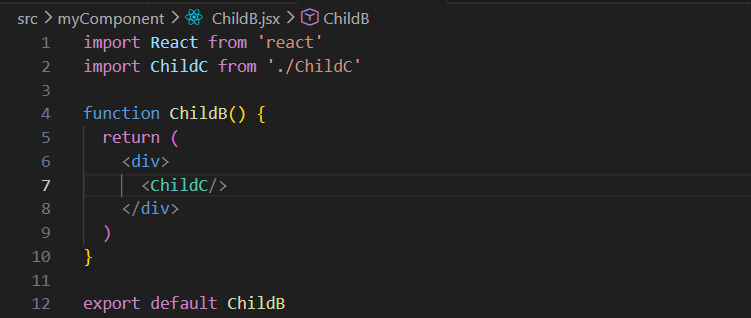 src > myComponent > ChildB.jsx > ChildB
1 import React from 'react'
2 import ChildC from './ChildC'
3
4 function ChildB() {
5   return (
6     <div>
7       <ChildC/>
8     </div>
9   )
10 }
11
12 export default ChildB